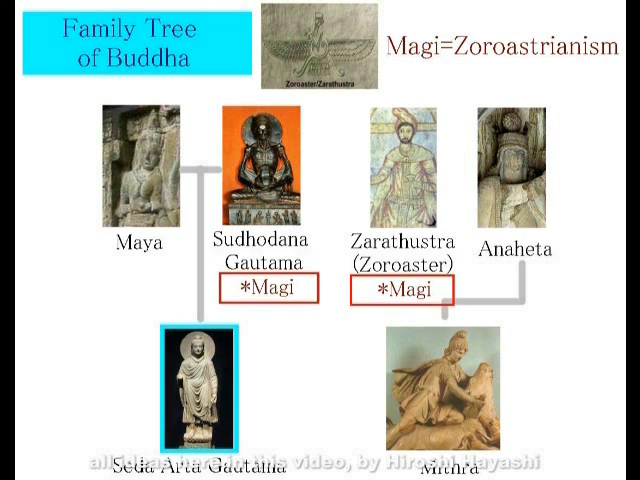 Family Tree
of Buddha
Zoroaster/Zarathustra
Magi=Zoroastrianism
Maya
Sudhodana
Gautama
*Magi
Zarathustra
(Zoroaster)
*Magi
Anaheta
Seda Arta Gautama
Mithra
all ideas here in this video, by Hiroshi Hayashi